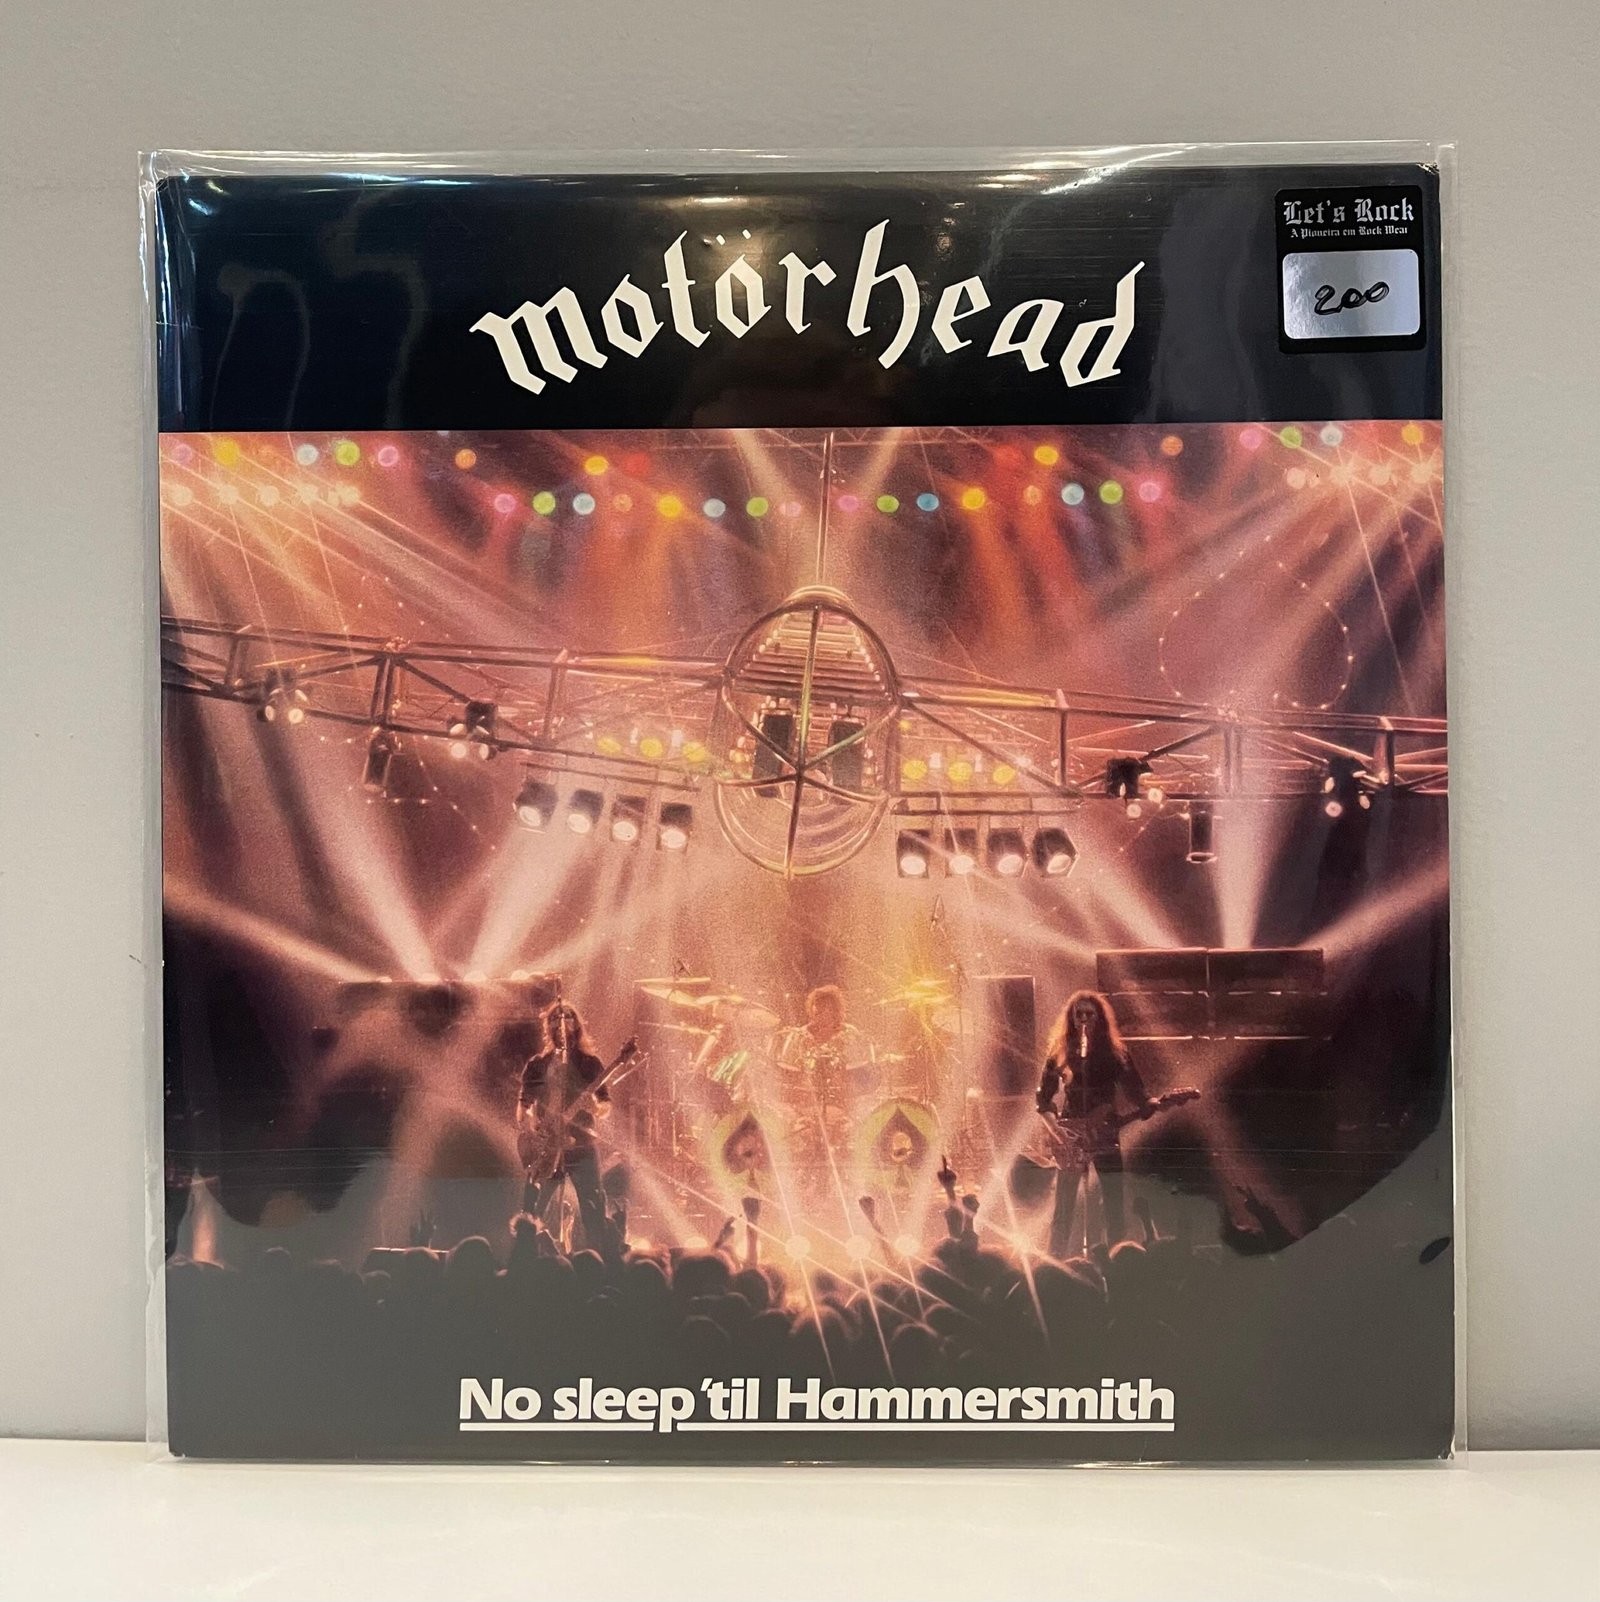 motörhead
Let's Rock
A Pioneira em Rock Wear
200
No sleep 'til Hammersmith